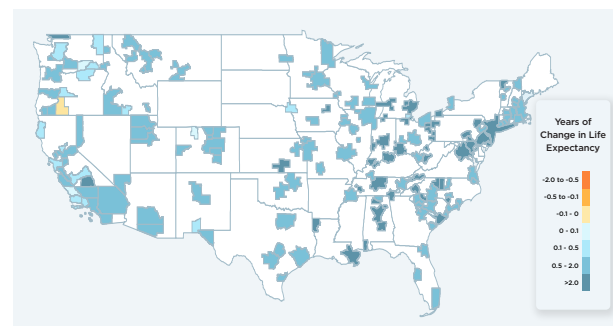 Years of
Change in Life
Expectancy
-2.0 to -0.5
-0.5 to -0.1
-0.1 - 0
0 - 0.1
0.1 - 0.5
0.5 - 2.0
>2.0